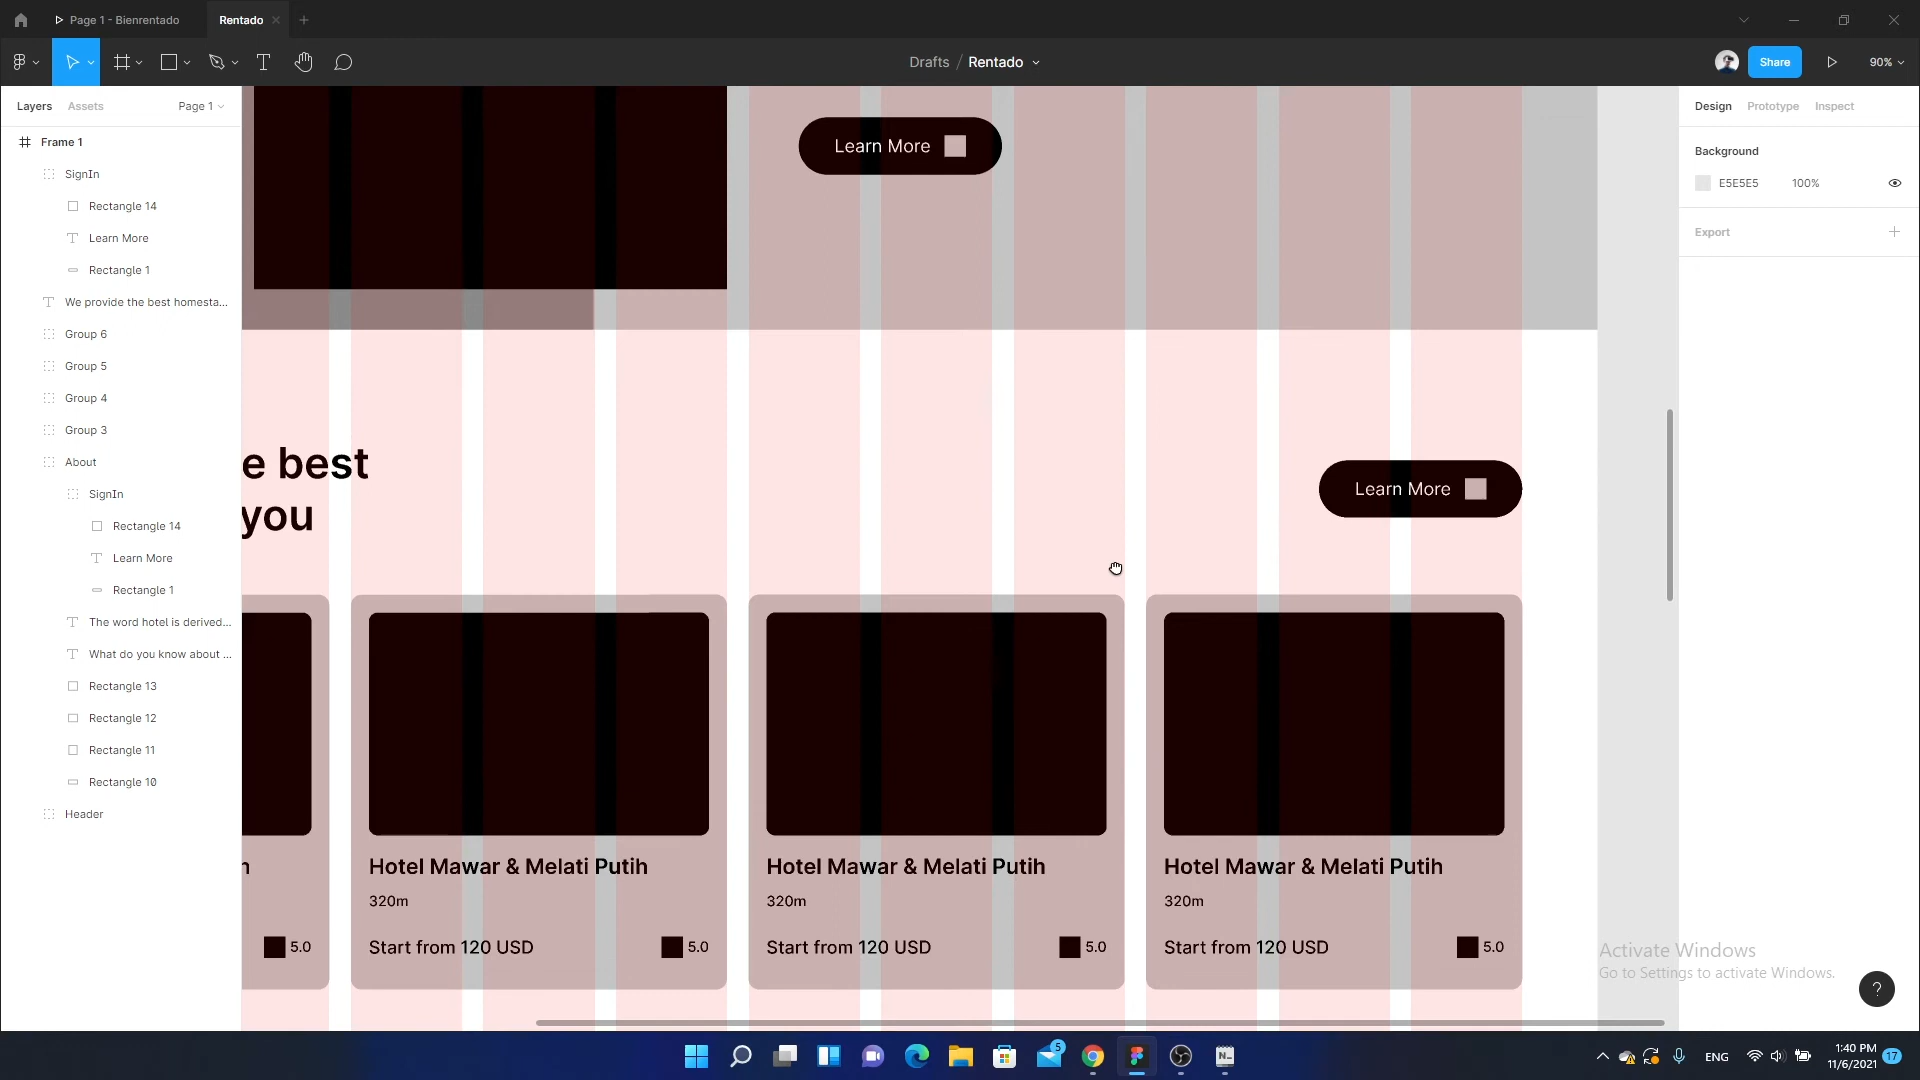 Page 1 - Bienrentado
Rentado
Drafts / Rentado
Share
90%
Layers
Assets
Page 1
Design
Prototype
Inspect
Frame 1
SignIn
Rectangle 14
Learn More
Rectangle 1
We provide the best homesta...
Group 6
Group 5
Group 4
Group 3
About
SignIn
Rectangle 14
Learn More
Rectangle 1
The word hotel is derived...
What do you know about ...
Rectangle 13
Rectangle 12
Rectangle 11
Rectangle 10
Header
Learn More
e best
you
Learn More
Hotel Mawar & Melati Putih
320m
Start from 120 USD
5.0
Hotel Mawar & Melati Putih
320m
Start from 120 USD
5.0
Hotel Mawar & Melati Putih
320m
Start from 120 USD
5.0
5.0
Background
E5E5E5
100%
Export
Activate Windows
Go to Settings to activate Windows.
?
5
N
ENG
1:40 PM
11/6/2021
17